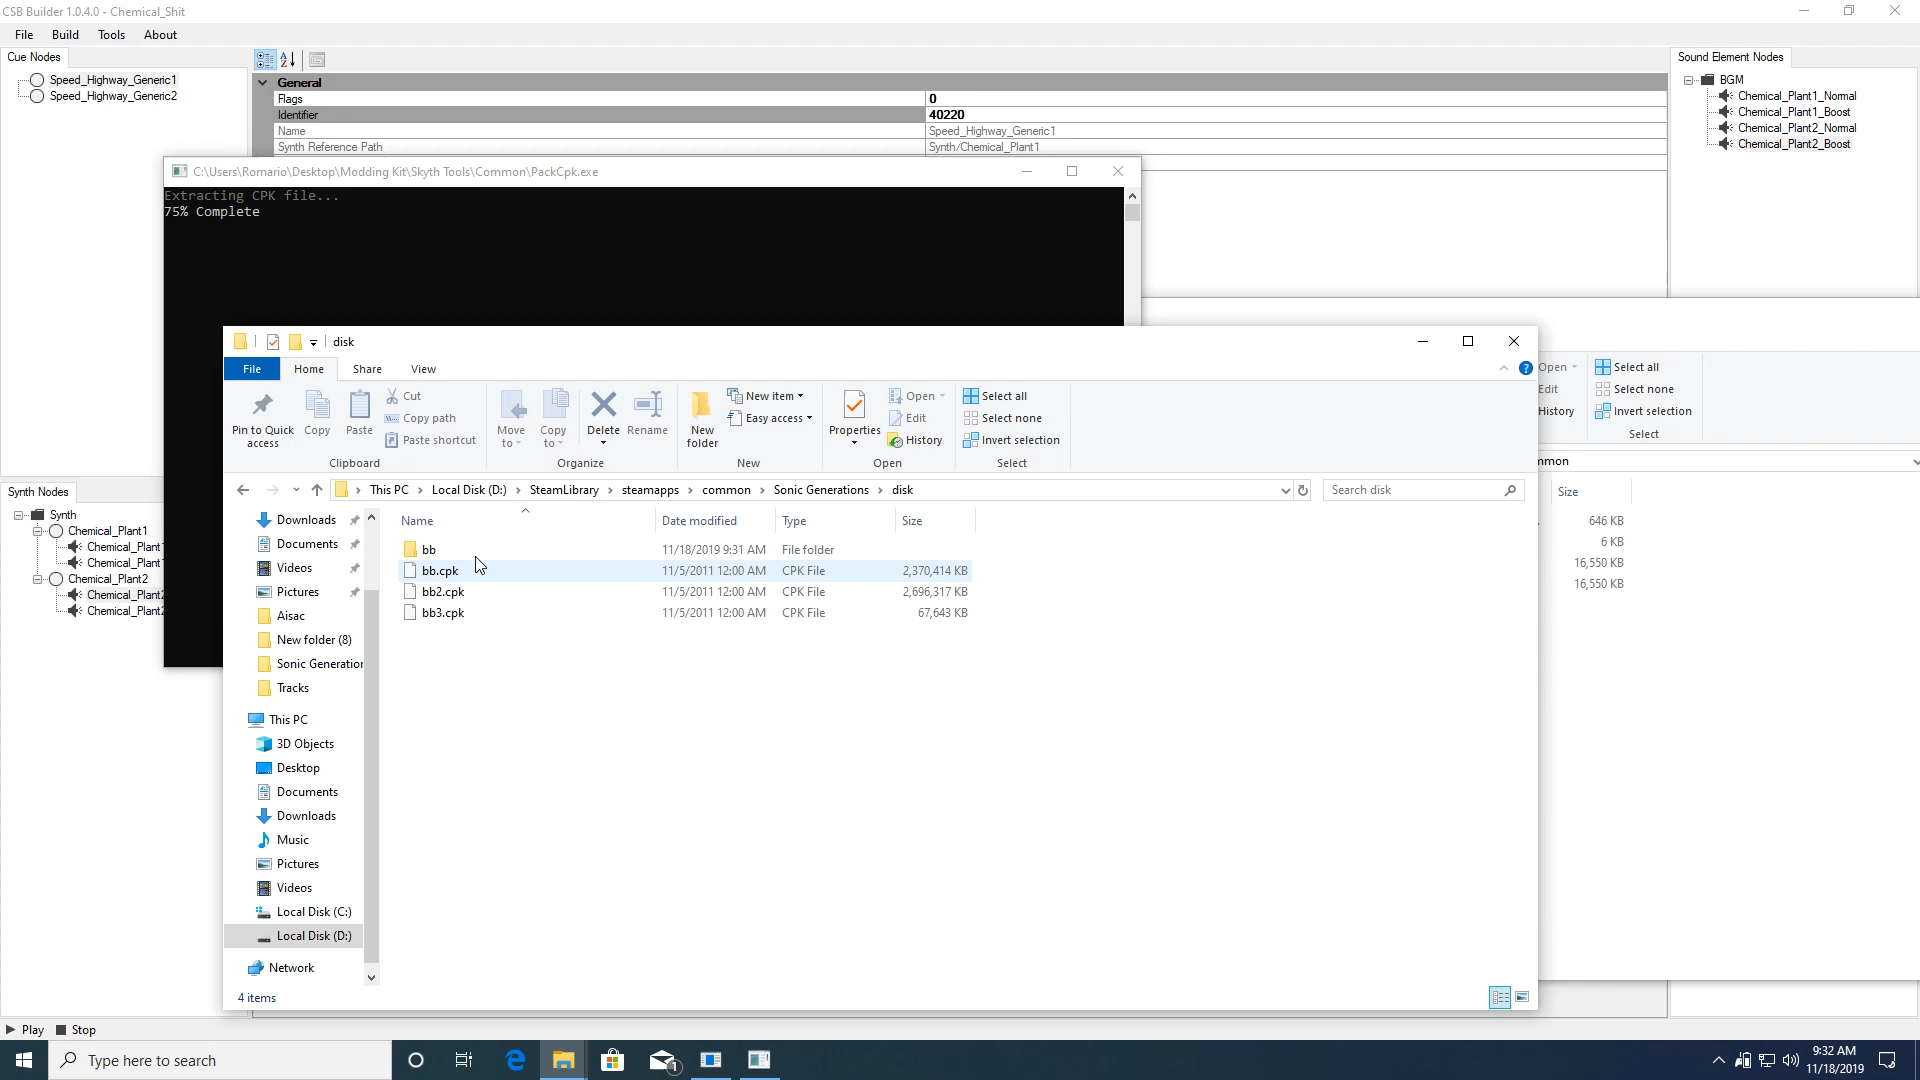 CSB Builder 1.0.4.0 - Chemical_Shit
File Build Tools About
Cue Nodes
Speed_Highway_Generic1
Speed_Highway_Generic2
General
Flags 0
Identifier 40220
Name Speed_Highway_Generic1
Synth Reference Path Synth/Chemical_Plant1
Sound Element Nodes
BGM
Chemical_Plant1_Normal
Chemical_Plant1_Boost
Chemical_Plant2_Normal
Chemical_Plant2_Boost
C:\Users\Romario\Desktop\Modding Kit\Skyth Tools\Common\PackCpk.exe
Extracting CPK file...
75% Complete
disk
File Home Share View
Pin to Quick access
Copy
Paste
Cut
Copy path
Paste shortcut
Clipboard
Move to
Copy to
Delete
Rename
Organize
New folder
New item
Easy access
New
Properties
Open
Edit
History
Open
Select all
Select none
Invert selection
Select
Open
Edit
History
Select all
Select none
Invert selection
Select
mmon
Size
646 KB
6 KB
16,550 KB
16,550 KB
This PC Local Disk (D:) SteamLibrary steamapps common Sonic Generations disk
Search disk
Name Date modified Type Size
bb 11/18/2019 9:31 AM File folder
bb.cpk 11/5/2011 12:00 AM CPK File 2,370,414 KB
bb2.cpk 11/5/2011 12:00 AM CPK File 2,696,317 KB
bb3.cpk 11/5/2011 12:00 AM CPK File 67,643 KB
Downloads
Documents
Videos
Pictures
Aisac
New folder (8)
Sonic Generation
Tracks
This PC
3D Objects
Desktop
Documents
Downloads
Music
Pictures
Videos
Local Disk (C:)
Local Disk (D:)
Network
4 items
Synth Nodes
Synth
Chemical_Plant1
Chemical_Plant
Chemical_Plant
Chemical_Plant2
Chemical_Plant2
Chemical_Plant2
Play Stop
Type here to search
1
9:32 AM
11/18/2019